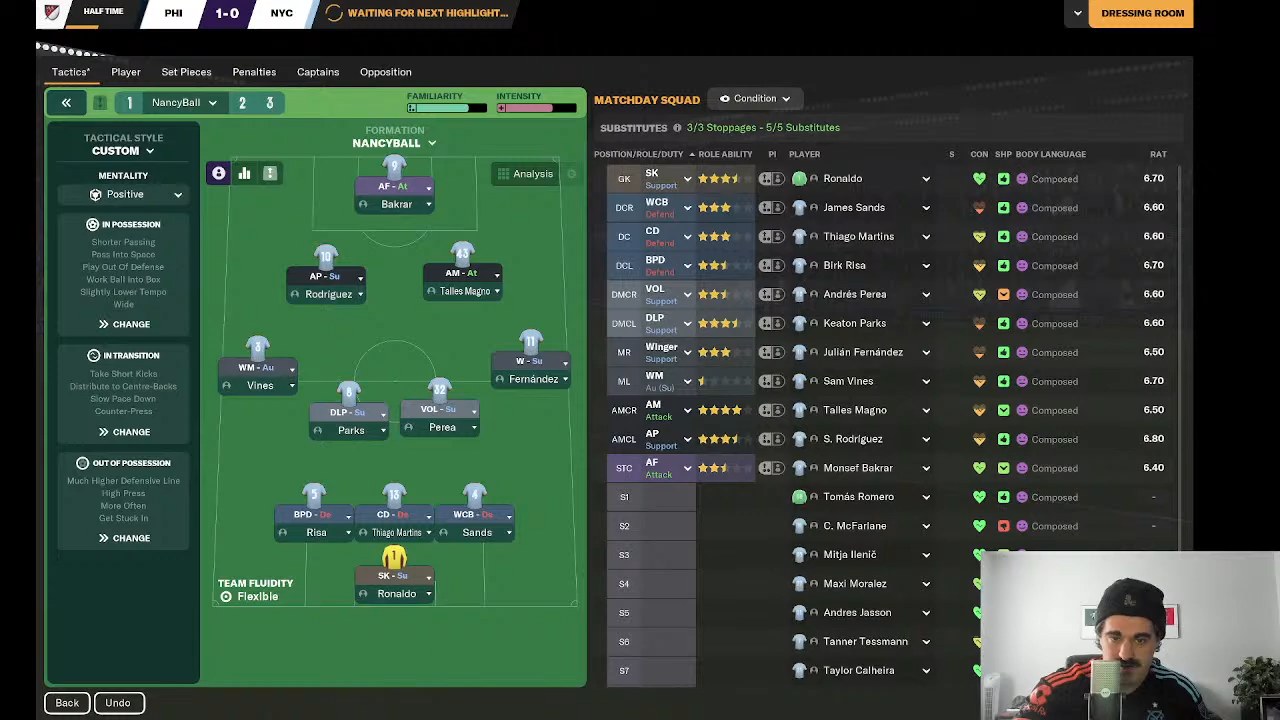 HALF TIME
PHI
1 - 0
NYC
WAITING FOR NEXT HIGHLIGHT...
DRESSING ROOM
Tactics*
Player
Set Pieces
Penalties
Captains
Opposition
1
NancyBall
2
3
FAMILIARITY
INTENSITY
MATCHDAY SQUAD
Condition
TACTICAL STYLE
CUSTOM
MENTALITY
Positive
IN POSSESSION
Shorter Passing
Pass Into Space
Play Out Of Defense
Work Ball Into Box
Slightly Lower Tempo
Wide
CHANGE
IN TRANSITION
Take Short Kicks
Distribute to Centre-Backs
Slow Pace Down
Counter-Press
CHANGE
OUT OF POSSESSION
Much Higher Defensive Line
High Press
More Often
Get Stuck In
CHANGE
FORMATION
NANCYBALL
Analysis
9
AF - At
Bakrar
10
AP - Su
Rodríguez
43
AM - At
Talles Magno
3
WM - Au
Vines
11
W - Su
Fernández
8
DLP - Su
Parks
32
VOL - Su
Perea
5
BPD - De
Risa
13
CD - De
Thiago Martins
4
WCB - De
Sands
1
SK - Su
Ronaldo
TEAM FLUIDITY
Flexible
SUBSTITUTES 3/3 Stoppages - 5/5 Substitutes
POSITION/ROLE/DUTY ROLE ABILITY PI PLAYER S CON SHP BODY LANGUAGE RAT
GK SK Support Ronaldo Composed 6.70
DCR WCB Defend James Sands Composed 6.60
DC CD Defend Thiago Martins Composed 6.60
DCL BPD Defend Birk Risa Composed 6.70
DMCR VOL Support Andrés Perea Composed 6.60
DMCL DLP Support Keaton Parks Composed 6.60
MR Winger Support Julián Fernández Composed 6.50
ML WM Au (Su) Sam Vines Composed 6.70
AMCR AM Attack Talles Magno Composed 6.50
AMCL AP Support S. Rodríguez Composed 6.80
STC AF Attack Monsef Bakrar Composed 6.40
S1 Tomás Romero Composed -
S2 C. McFarlane Composed -
S3 Mitja Ilenič
S4 Maxi Moralez
S5 Andres Jasson
S6 Tanner Tessmann
S7 Taylor Calheira
Back
Undo